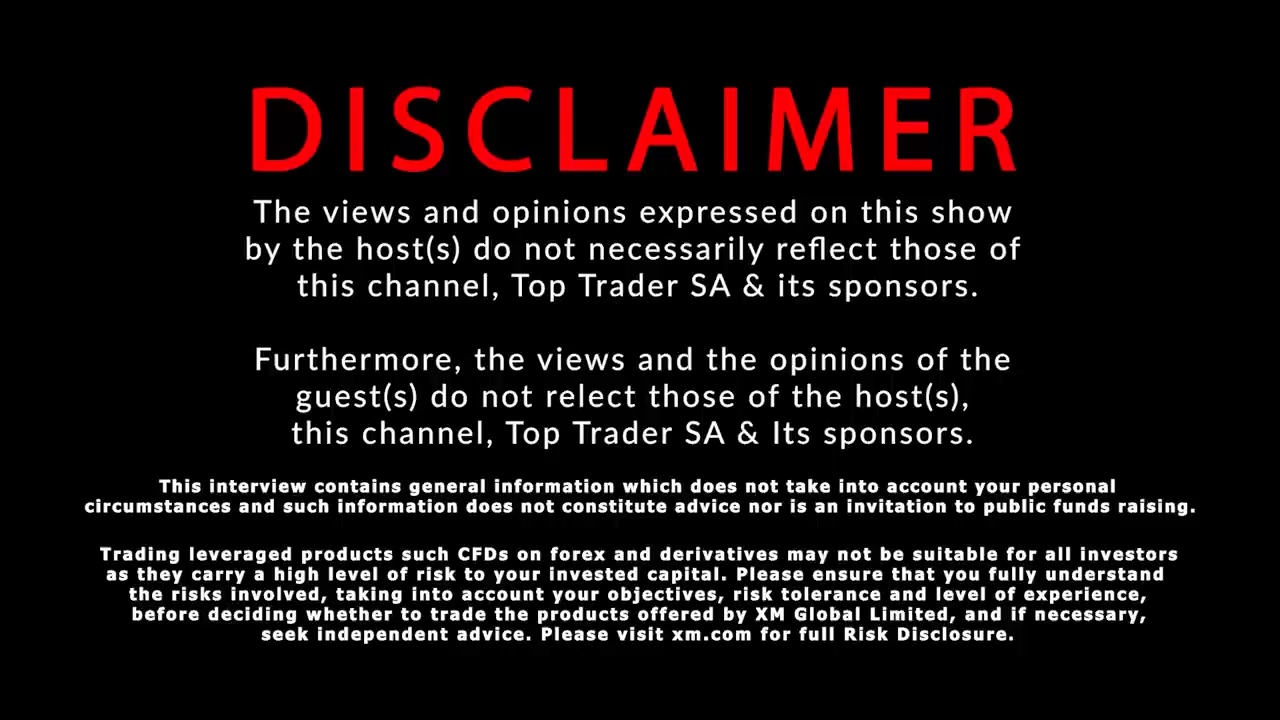 DISCLAIMER
The views and opinions expressed on this show
by the host(s) do not necessarily reflect those of
this channel, Top Trader SA & its sponsors.
Furthermore, the views and the opinions of the
guest(s) do not relect those of the host(s),
this channel, Top Trader SA & Its sponsors.
This interview contains general information which does not take into account your personal
circumstances and such information does not constitute advice nor is an invitation to public funds raising.
Trading leveraged products such CFDs on forex and derivatives may not be suitable for all investors
as they carry a high level of risk to your invested capital. Please ensure that you fully understand
the risks involved, taking into account your objectives, risk tolerance and level of experience,
before deciding whether to trade the products offered by XM Global Limited, and if necessary,
seek independent advice. Please visit xm.com for full Risk Disclosure.